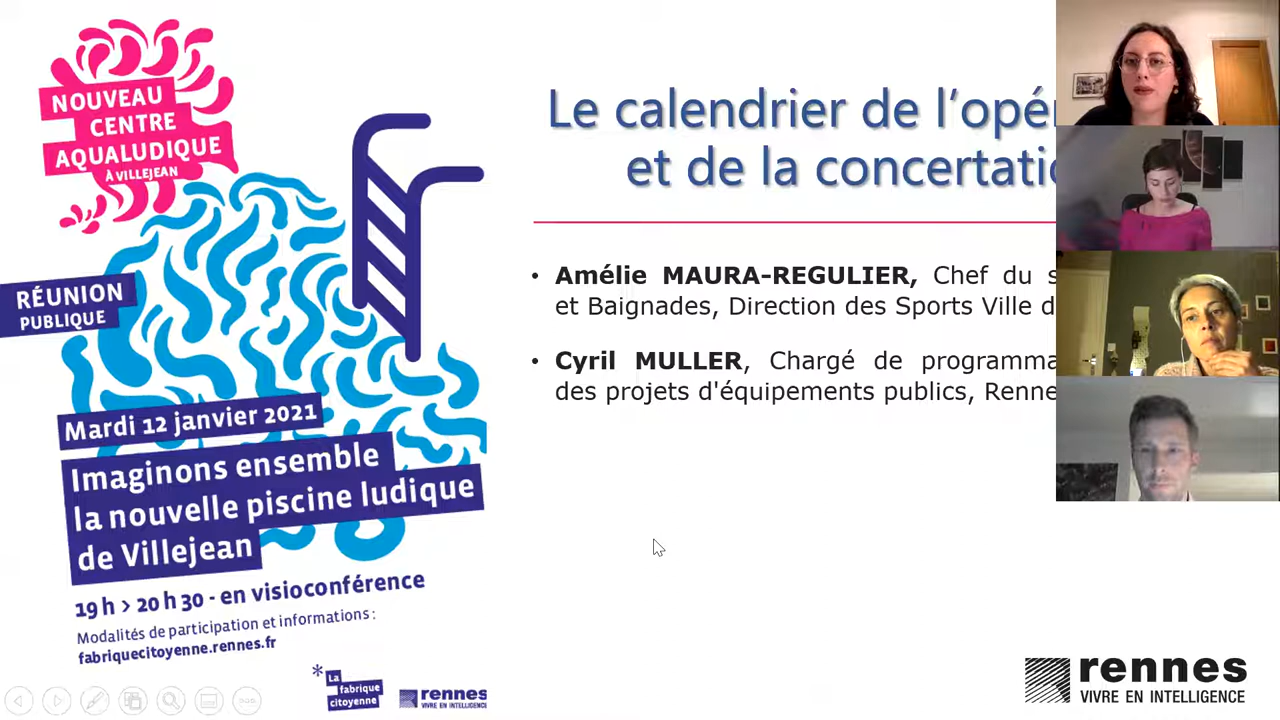 NOUVEAU
CENTRE
AQUALUDIQUE
À VILLEJEAN
RÉUNION
PUBLIQUE
Mardi 12 janvier 2021
Imaginons ensemble
la nouvelle piscine ludique
de Villejean
19 h > 20 h 30 - en visioconférence
Modalités de participation et informations :
fabriquecitoyenne.rennes.fr
* La
fabrique
citoyenne
rennes
VIVRE EN INTELLIGENCE
Le calendrier de l'opé
et de la concertati
• Amélie MAURA-REGULIER, Chef du s
et Baignades, Direction des Sports Ville d
• Cyril MULLER, Chargé de programma
des projets d'équipements publics, Renne
rennes
VIVRE EN INTELLIGENCE